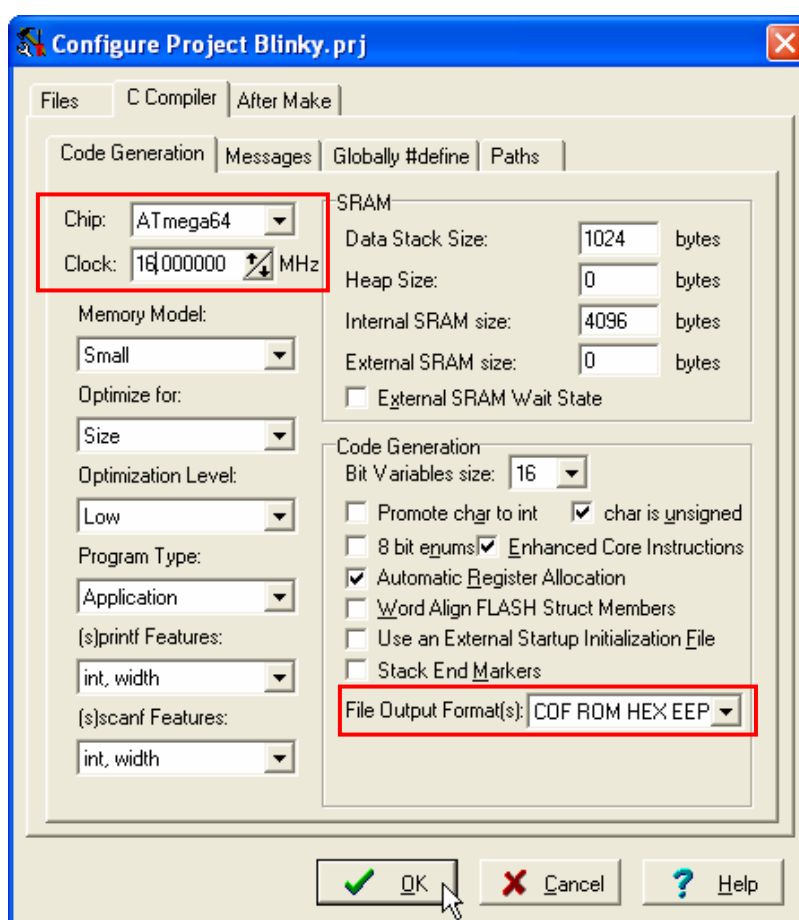 Configure Project Blinky.prj
Files C Compiler After Make
Code Generation Messages Globally #define Paths
Chip: ATmega64
Clock: 16.000000 MHz
Memory Model:
Small
Optimize for:
Size
Optimization Level:
Low
Program Type:
Application
(s)printf Features:
int, width
(s)scanf Features:
int, width
SRAM
Data Stack Size: 1024 bytes
Heap Size: 0 bytes
Internal SRAM size: 4096 bytes
External SRAM size: 0 bytes
External SRAM Wait State
Code Generation
Bit Variables size: 16
Promote char to int char is unsigned
8 bit enums Enhanced Core Instructions
Automatic Register Allocation
Word Align FLASH Struct Members
Use an External Startup Initialization File
Stack End Markers
File Output Format(s): COF ROM HEX EEP
OK Cancel Help